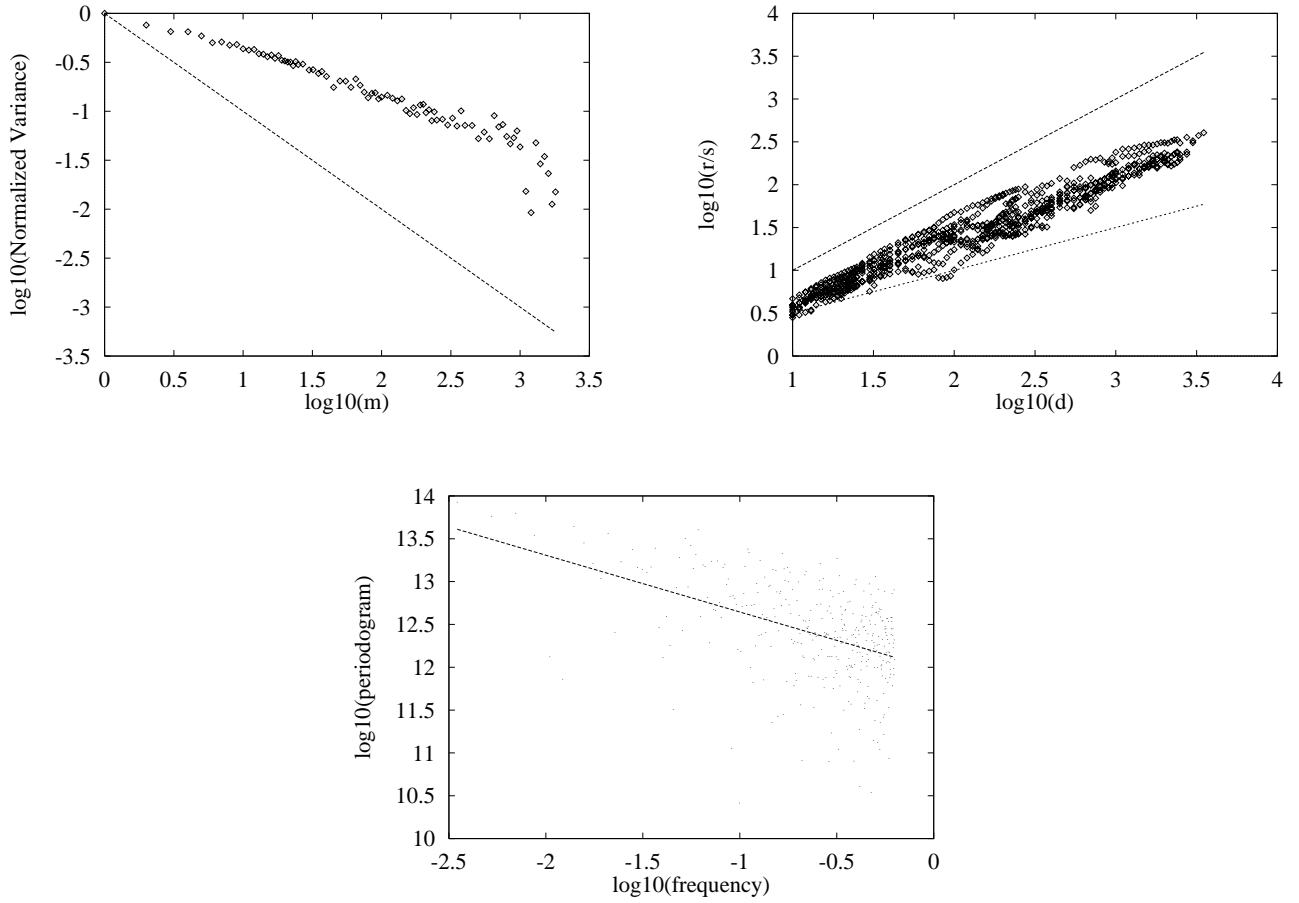 0
-0.5
-1
-1.5
-2
-2.5
-3
-3.5
log10(Normalized Variance)
0 0.5 1 1.5 2 2.5 3 3.5
log10(m)
4
3.5
3
2.5
2
1.5
1
0.5
0
log10(r/s)
1 1.5 2 2.5 3 3.5 4
log10(d)
14
13.5
13
12.5
12
11.5
11
10.5
10
log10(periodogram)
-2.5 -2 -1.5 -1 -0.5 0
log10(frequency)